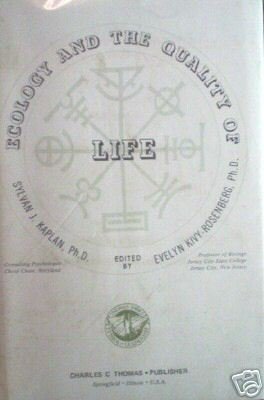 ECOLOGY AND THE QUALITY OF
LIFE
SYLVAN J. KAPLAN, Ph.D.
EDITED
BY
EVELYN KIVY-ROSENBERG, Ph.D.
Consulting Psychologist
Chevy Chase, Maryland
Professor of Biology
Jersey City State College
Jersey City, New Jersey
CHARLES C THOMAS • PUBLISHER
Springfield • Illinois • U.S.A.